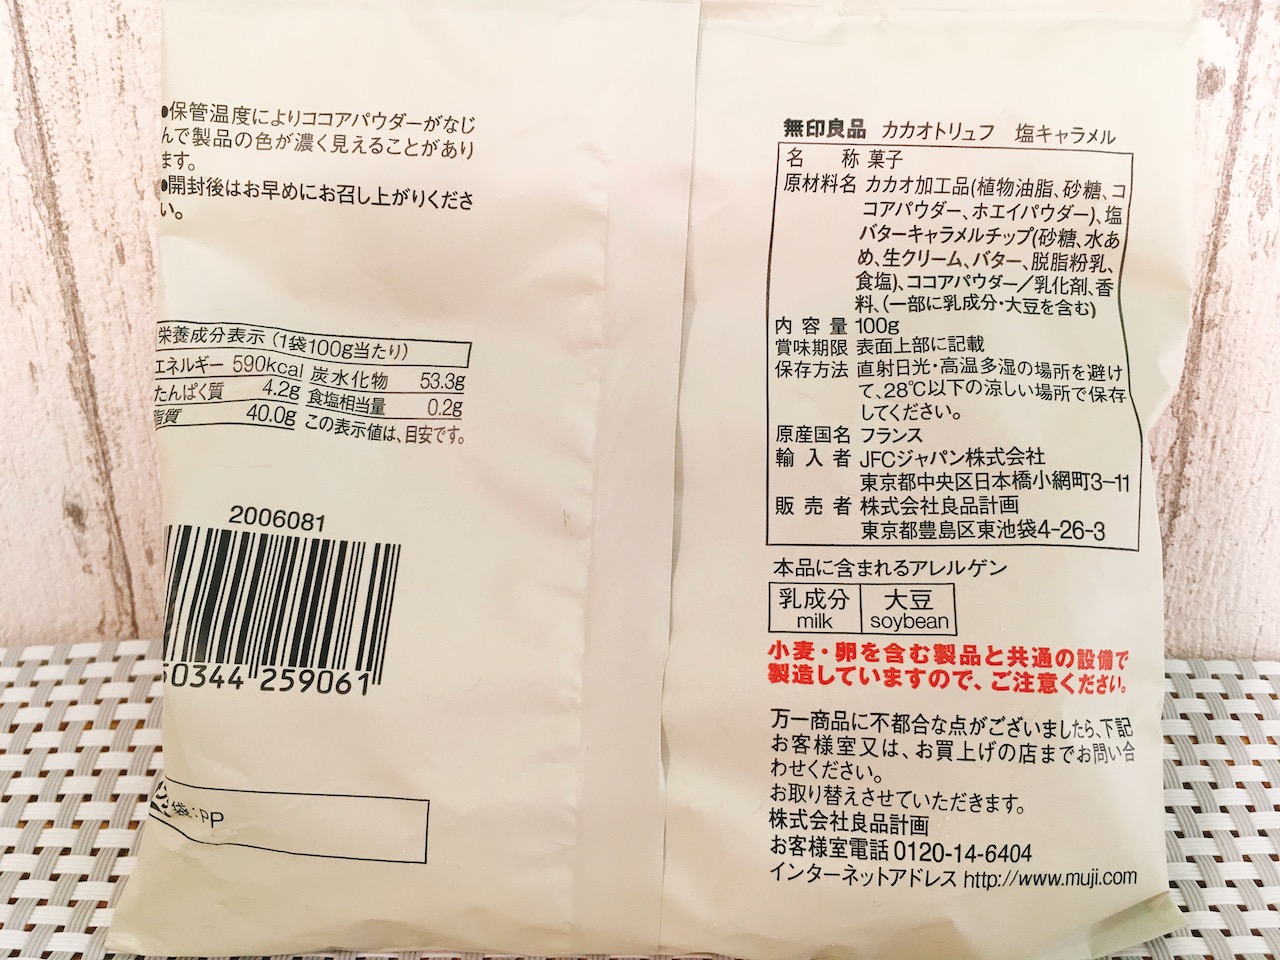 ●保管温度によりココアパウダーがなじ
んで製品の色が濃く見えることがあり
ます。
●開封後はお早めにお召し上がりくださ
い。
栄養成分表示(1袋100g当たり)
エネルギー 590kcal 炭水化物 53.3g
たんぱく質 4.2g 食塩相当量 0.2g
脂質 40.0g この表示値は、目安です。
2006081
50344 259061
袋:PP
無印良品 カカオトリュフ 塩キャラメル
名称 菓子
原材料名 カカオ加工品(植物油脂、砂糖、コ
コアパウダー、ホエイパウダー)、塩
バターキャラメルチップ(砂糖、水あ
め、生クリーム、バター、脱脂粉乳、
食塩)、ココアパウダー/乳化剤、香
料、(一部に乳成分・大豆を含む)
内容量 100g
賞味期限 表面上部に記載
保存方法 直射日光・高温多湿の場所を避け
て、28℃以下の涼しい場所で保存
してください。
原産国名 フランス
輸入者 JFCジャパン株式会社
東京都中央区日本橋小網町3-11
販売者 株式会社良品計画
東京都豊島区東池袋4-26-3
本品に含まれるアレルゲン
乳成分 大豆
milk soybean
小麦・卵を含む製品と共通の設備で
製造していますので、ご注意ください。
万一商品に不都合な点がございましたら、下記
お客様室又は、お買上げの店までお問い合
わせください。
お取り替えさせていただきます。
株式会社良品計画
お客様室電話 0120-14-6404
インターネットアドレス http://www.muji.com